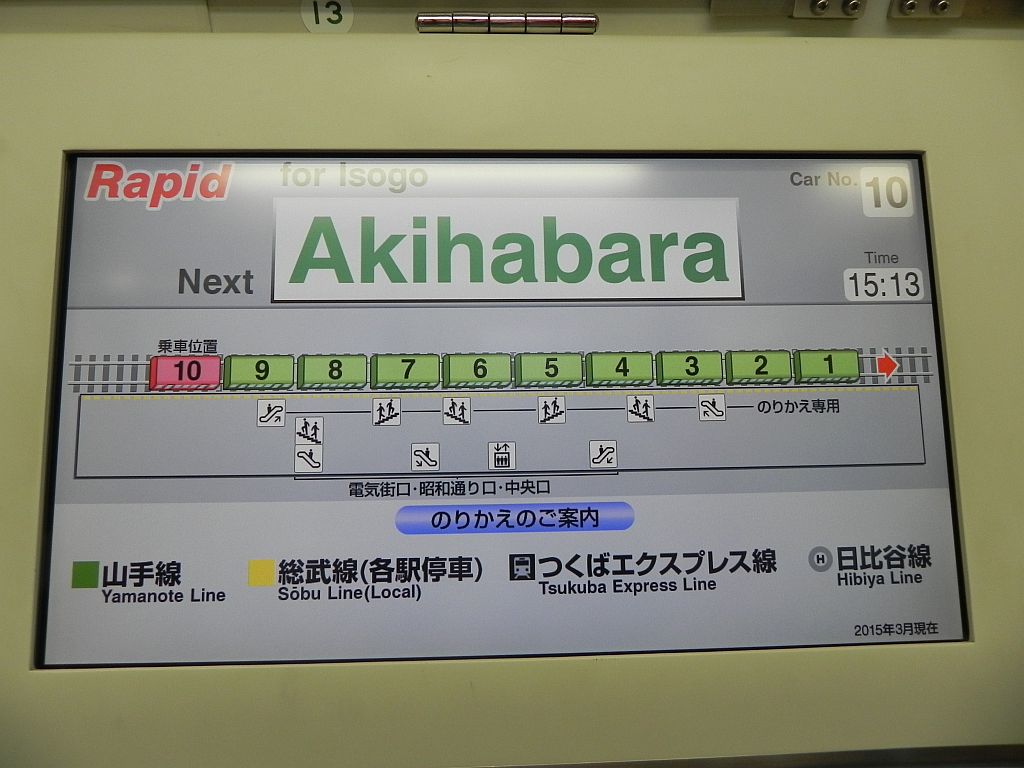 13
Rapid for Isogo Car No. 10
Next Akihabara
Time
15:13
乗車位置
10 9 8 7 6 5 4 3 2 1
のりかえ専用
電気街口・昭和通り口・中央口
のりかえのご案内
山手線 総武線(各駅停車) つくばエクスプレス線 H 日比谷線
Yamanote Line Sōbu Line(Local) Tsukuba Express Line Hibiya Line
2015年3月現在